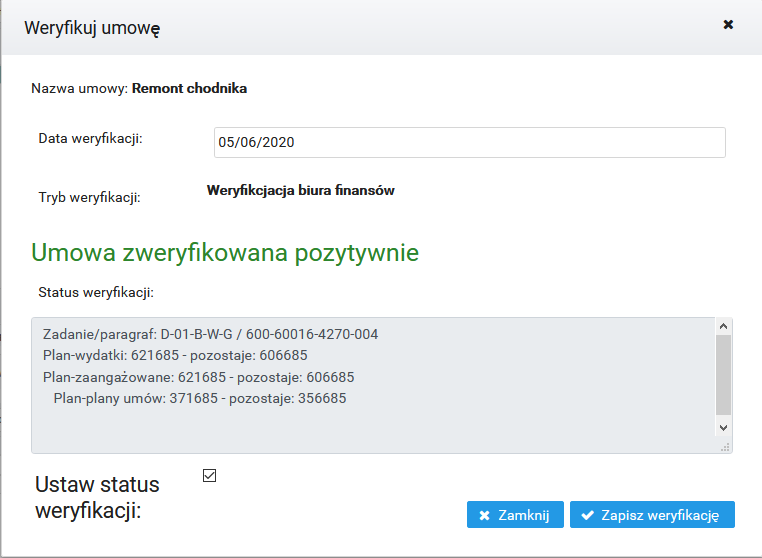 Weryfikuj umowę
Nazwa umowy: Remont chodnika
Data weryfikacji:
05/06/2020
Tryb weryfikacji:
Weryfikcjacja biura finansów
Umowa zweryfikowana pozytywnie
Status weryfikacji:
Zadanie/paragraf: D-01-B-W-G / 600-60016-4270-004
Plan-wydatki: 621685 - pozostaje: 606685
Plan-zaangażowane: 621685 - pozostaje: 606685
Plan-plany umów: 371685 - pozostaje: 356685
Ustaw status
weryfikacji:
Zamknij
Zapisz weryfikację